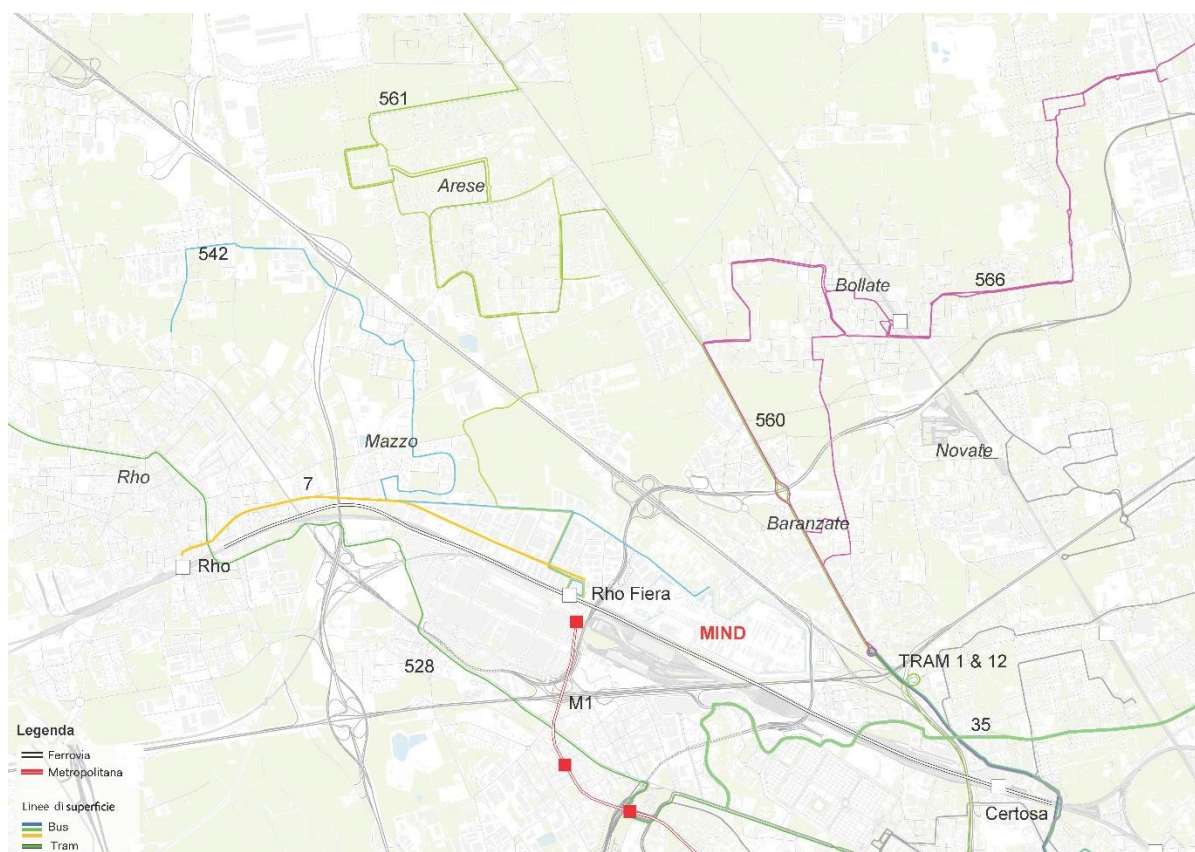 561
Arese
542
Bollate
566
560
Mazzo
Novate
Rho
7
Baranzate
Rho
Rho Fiera
MIND
TRAM 1 & 12
528
M1
35
Certosa
Legenda
Ferrovia
Metropolitana
Linee di superficie
Bus
Tram